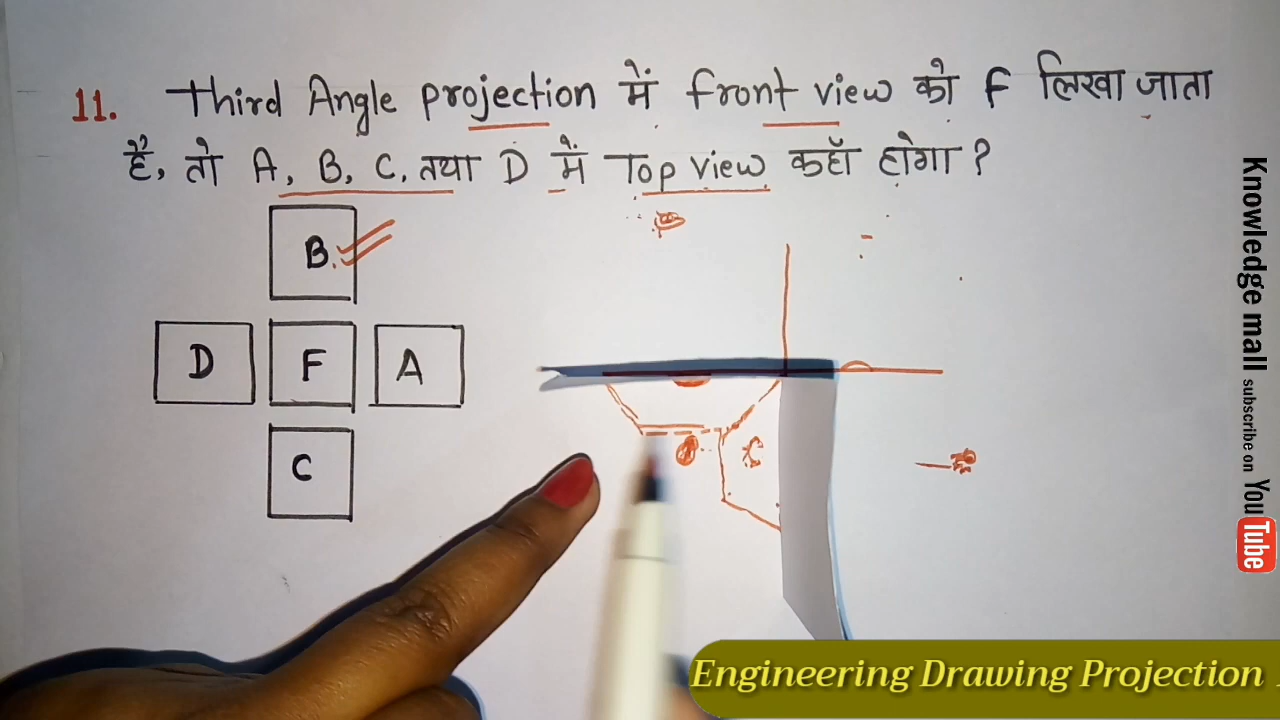 11. Third Angle projection में front view को F लिखा जाता
है, तो A, B, C, तथा D में Top view कहाँ होगा ?
B.
D F A
C
C
Knowledge mall subscribe on YouTube
Engineering Drawing Projection